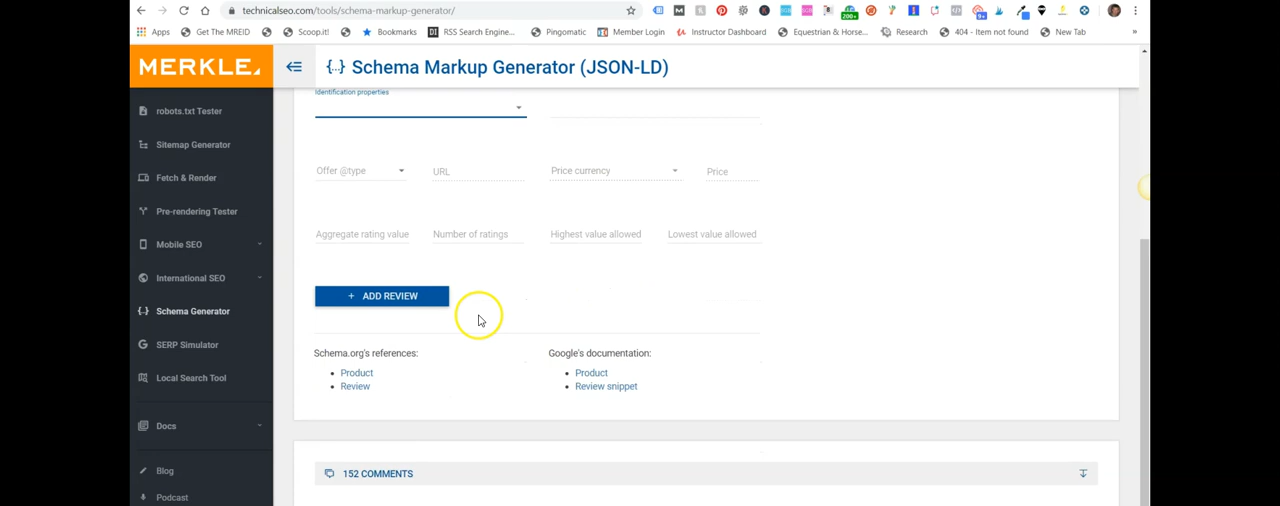 technicalseo.com/tools/schema-markup-generator/
Apps Get The MREID Scoop.it! Bookmarks DI RSS Search Engine... Pingomatic Member Login Instructor Dashboard Equestrian & Horse... Research 404 - Item not found New Tab »
200+
9+
MERKLE
{...} Schema Markup Generator (JSON-LD)
robots.txt Tester
Sitemap Generator
Fetch & Render
Pre-rendering Tester
Mobile SEO
International SEO
{·} Schema Generator
SERP Simulator
Local Search Tool
Docs
Blog
Podcast
Identification properties
Offer @type URL Price currency Price
Aggregate rating value Number of ratings Highest value allowed Lowest value allowed
+ ADD REVIEW
Schema.org's references:
• Product
• Review
Google's documentation:
• Product
• Review snippet
152 COMMENTS